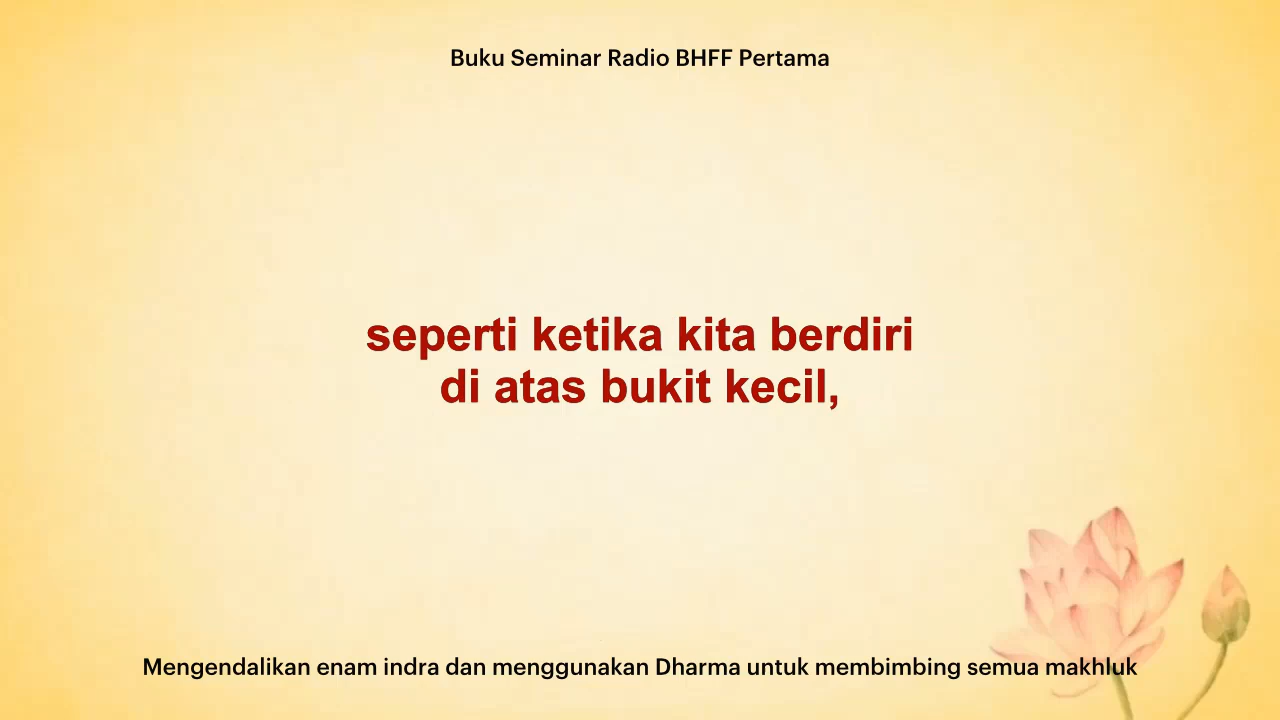 Buku Seminar Radio BHFF Pertama
seperti ketika kita berdiri
di atas bukit kecil,
Mengendalikan enam indra dan menggunakan Dharma untuk membimbing semua makhluk